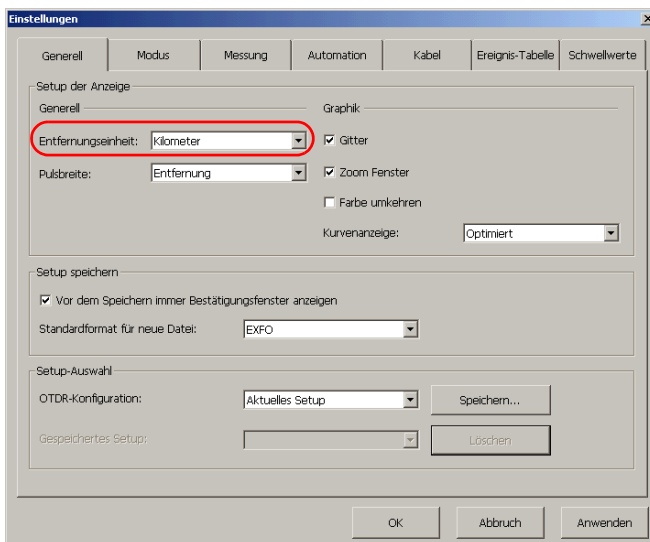 Einstellungen
Generell Modus Messung Automation Kabel Ereignis-Tabelle Schwellwerte
Setup der Anzeige
Generell Graphik
Entfernungseinheit: Kilometer Gitter
Pulsbreite: Entfernung Zoom Fenster
Farbe umkehren
Kurvenanzeige: Optimiert
Setup speichern
Vor dem Speichern immer Bestätigungsfenster anzeigen
Standardformat für neue Datei: EXFO
Setup-Auswahl
OTDR-Konfiguration: Aktuelles Setup Speichern...
Gespeichertes Setup: Löschen
OK Abbruch Anwenden